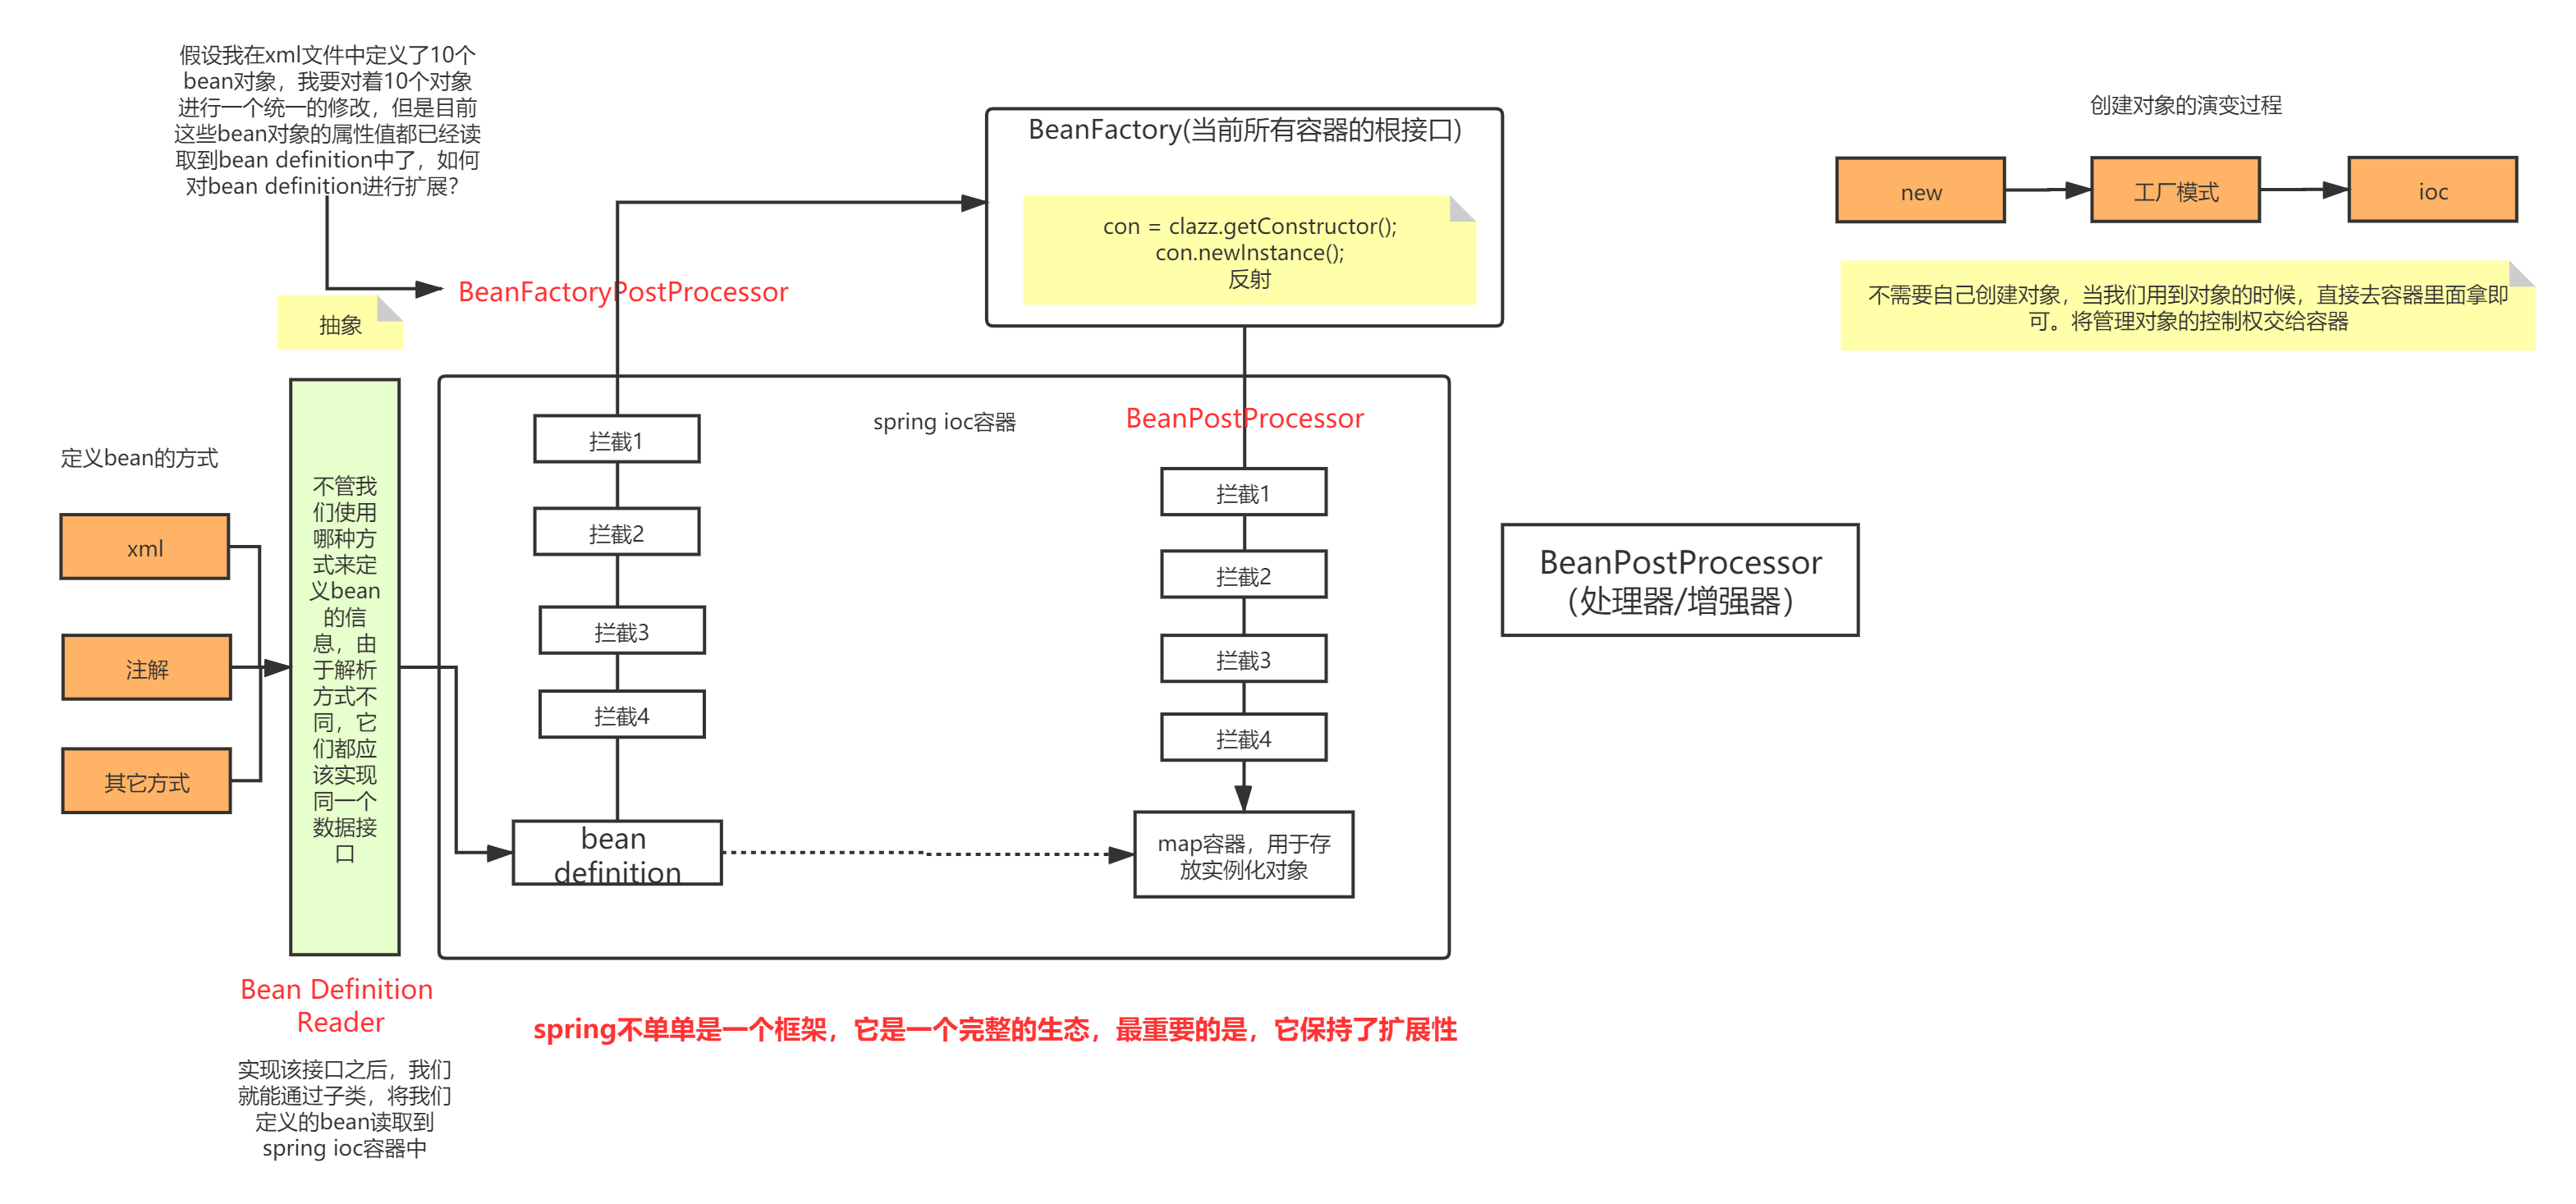 假设我在xml文件中定义了10个
bean对象，我要对着10个对象
进行一个统一的修改，但是目前
这些bean对象的属性值都已经读
取到bean definition中了，如何
对bean definition进行扩展？
BeanFactoryPostProcessor
抽象
定义bean的方式
xml
注解
其它方式
不管我
们使用
哪种方
式来定
义bean
的信
息，由
于解析
方式不
同，它
们都应
该实现
同一个
数据接
口
Bean Definition
Reader
实现该接口之后，我们
就能通过子类，将我们
定义的bean读取到
spring ioc容器中
BeanFactory(当前所有容器的根接口)
con = clazz.getConstructor();
con.newInstance();
反射
spring ioc容器
拦截1
拦截2
拦截3
拦截4
bean
definition
BeanPostProcessor
拦截1
拦截2
拦截3
拦截4
map容器，用于存
放实例化对象
spring不单单是一个框架，它是一个完整的生态，最重要的是，它保持了扩展性
BeanPostProcessor
（处理器/增强器）
创建对象的演变过程
new
工厂模式
ioc
不需要自己创建对象，当我们用到对象的时候，直接去容器里面拿即
可。将管理对象的控制权交给容器